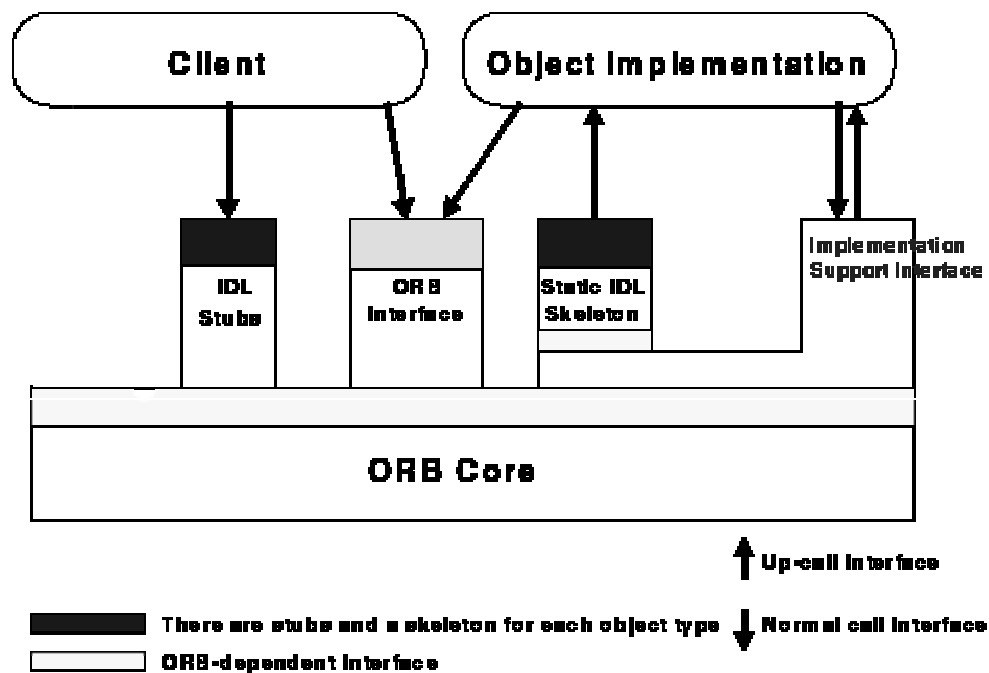 Client
Object Implementation
Implementation
Support Interface
IDL
Stubs
ORB
Interface
Static IDL
Skeleton
ORB Core
Up-call Interface
There are stubs and a skeleton for each object type
Normal call Interface
ORB-dependent Interface